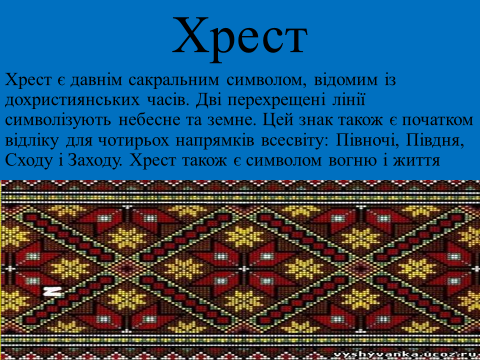 Хрест
Хрест є давнім сакральним символом, відомим із
дохристиянських часів. Дві перехрещені лінії
символізують небесне та земне. Цей знак також є початком
відліку для чотирьох напрямків всесвіту: Півночі, Півдня,
Сходу і Заходу. Хрест також є символом вогню і життя
vyshyvanka.ucoz.ru